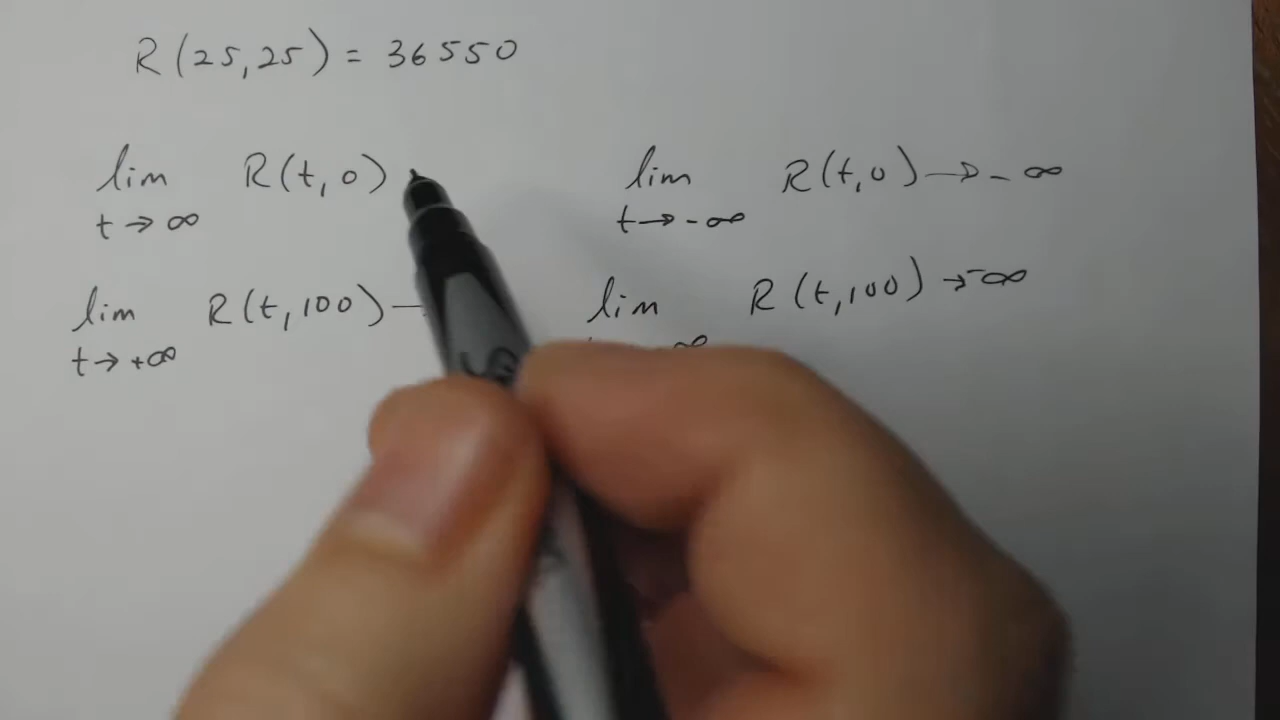 R(25,25) = 36550
lim R(t,0) lim R(t,0) → - ∞
t → ∞ t → - ∞
lim R(t,100) – lim R(t,100) → -∞
t → +∞ ∞